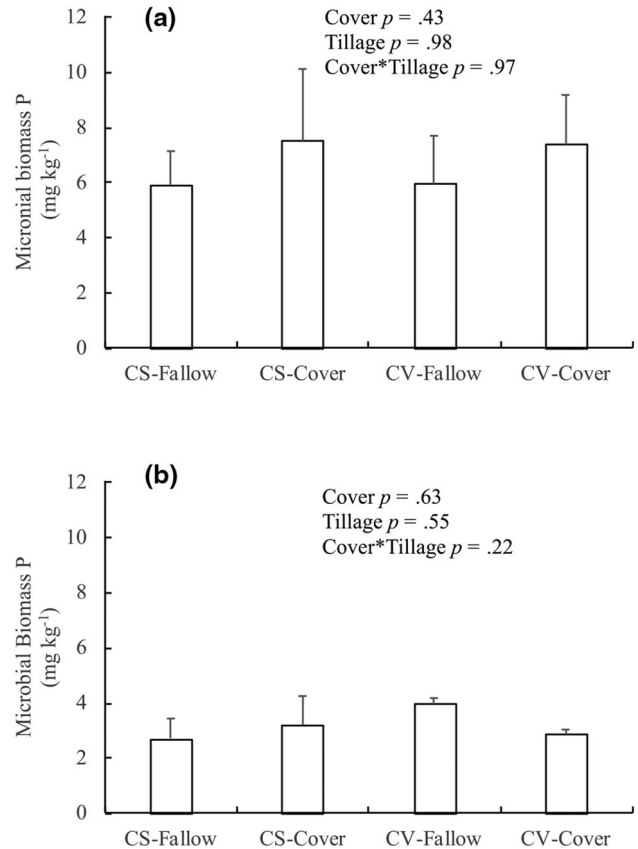 (a)
Cover p = .43
Tillage p = .98
Cover*Tillage p = .97
Micronial biomass P
(mg kg-1)
12
10
8
6
4
2
0
CS-Fallow CS-Cover CV-Fallow CV-Cover
(b)
Cover p = .63
Tillage p = .55
Cover*Tillage p = .22
Microbial Biomass P
(mg kg-1)
12
10
8
6
4
2
0
CS-Fallow CS-Cover CV-Fallow CV-Cover